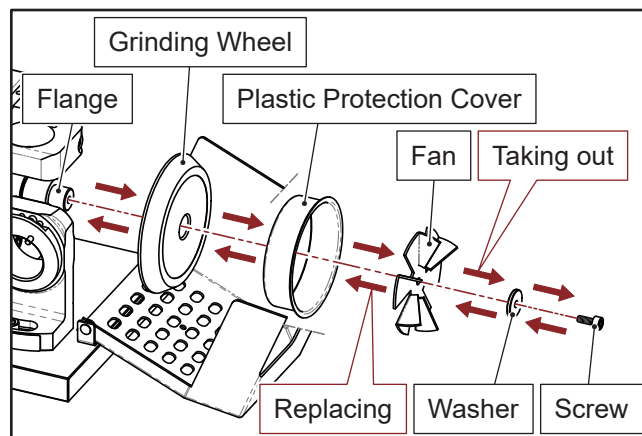 Grinding Wheel
Flange
Plastic Protection Cover
Fan
Taking out
Replacing
Washer
Screw